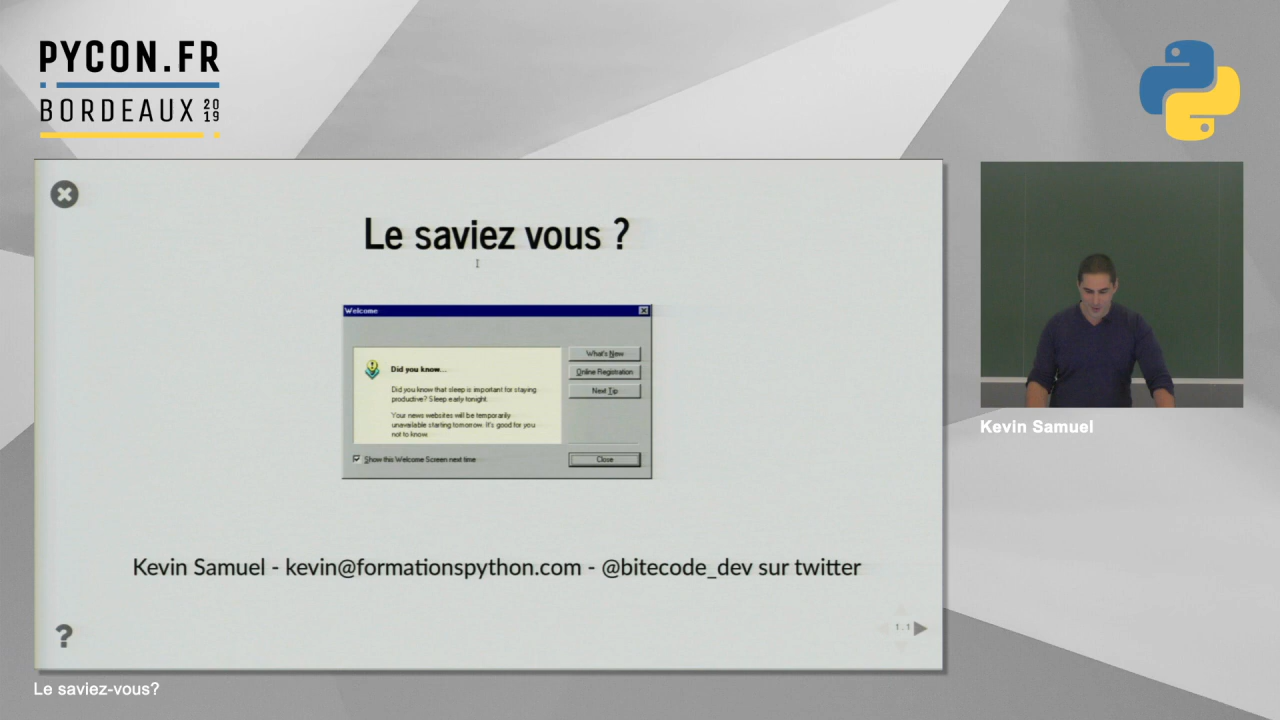 PYCON.FR
BORDEAUX 2019
Le saviez vous ?
Welcome
Did you know...
Did you know that sleep is important for staying
productive? Sleep early tonight.
Your news websites will be temporarily
unavailable starting tomorrow. It's good for you
not to know.
What's New
Online Registration
Next Tip
Show this Welcome Screen next time
Close
Kevin Samuel - kevin@formationspython.com - @bitecode_dev sur twitter
?
1.1
Kevin Samuel
Le saviez-vous?